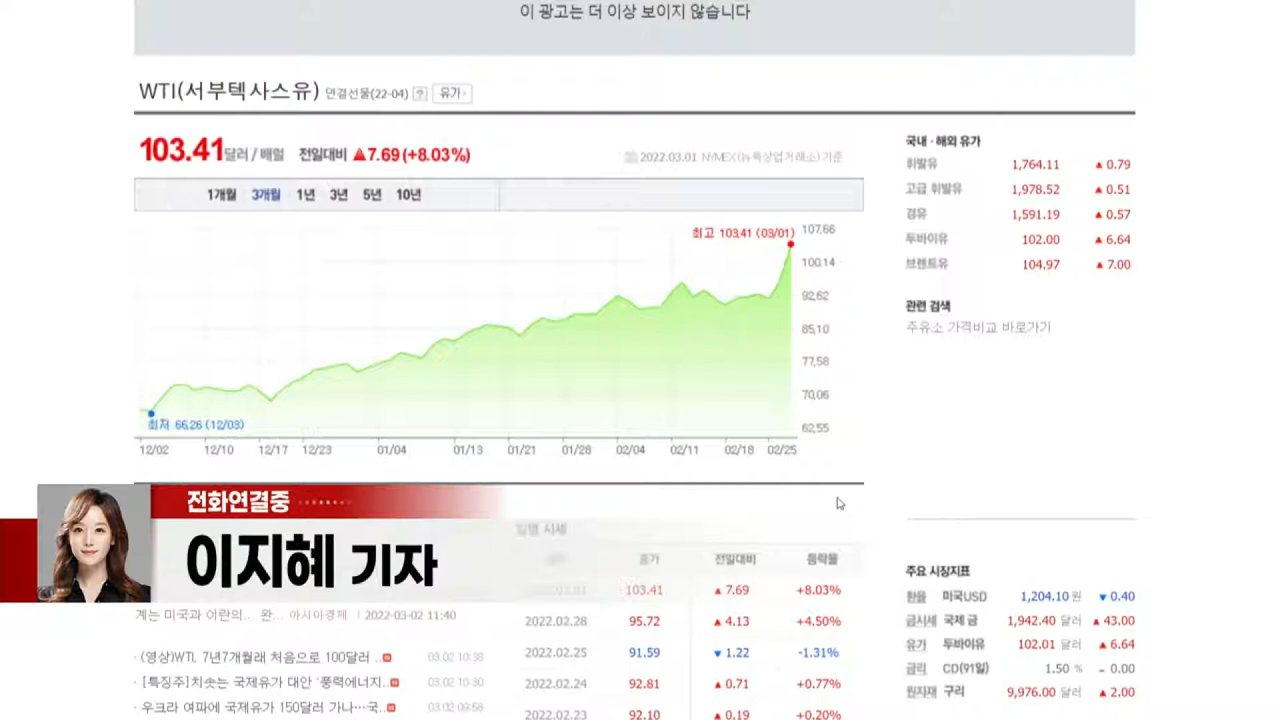 이 광고는 더 이상 보이지 않습니다
WTI(서부텍사스유) 연결선물(22-04) ? 유가
103.41달러 / 배럴 전일대비 ▲7.69 (+8.03%)
2022.03.01 NYMEX(뉴욕상업거래소) 기준
1개월 3개월 1년 3년 5년 10년
최고 103.41 (03/01)
107.66
100.14
92.62
85.10
77.58
70.06
62.55
최저 66.26 (12/03)
12/02 12/10 12/17 12/23 01/04 01/13 01/21 01/28 02/04 02/11 02/18 02/25
국내 · 해외 유가
휘발유 1,764.11 ▲ 0.79
고급 휘발유 1,978.52 ▲ 0.51
경유 1,591.19 ▲ 0.57
두바이유 102.00 ▲ 6.64
브렌트유 104.97 ▲ 7.00
관련 검색
주유소 가격비교 바로가기
전화연결중
이지혜 기자
계는 미국과 이란의... 완... 아시아경제 | 2022-03-02 11:40
· (영상)WTI, 7년7개월래 처음으로 100달러 .. 03.02 10:38
· [특징주]치솟는 국제유가 대안 '풍력에너지.. 03.02 10:30
· 우크라 여파에 국제유가 150달러 가나…국.. 03.02 09:58
일별 시세
종가 전일대비 등락률
103.41 ▲ 7.69 +8.03%
2022.02.28 95.72 ▲ 4.13 +4.50%
2022.02.25 91.59 ▼ 1.22 -1.31%
2022.02.24 92.81 ▲ 0.71 +0.77%
2022.02.23 92.10 ▲ 0.19 +0.20%
주요 시장지표
환율 미국USD 1,204.10 원 ▼ 0.40
금시세 국제 금 1,942.40 달러 ▲ 43.00
유가 두바이유 102.01 달러 ▲ 6.64
금리 CD(91일) 1.50 % - 0.00
원자재 구리 9,976.00 달러 ▲ 2.00